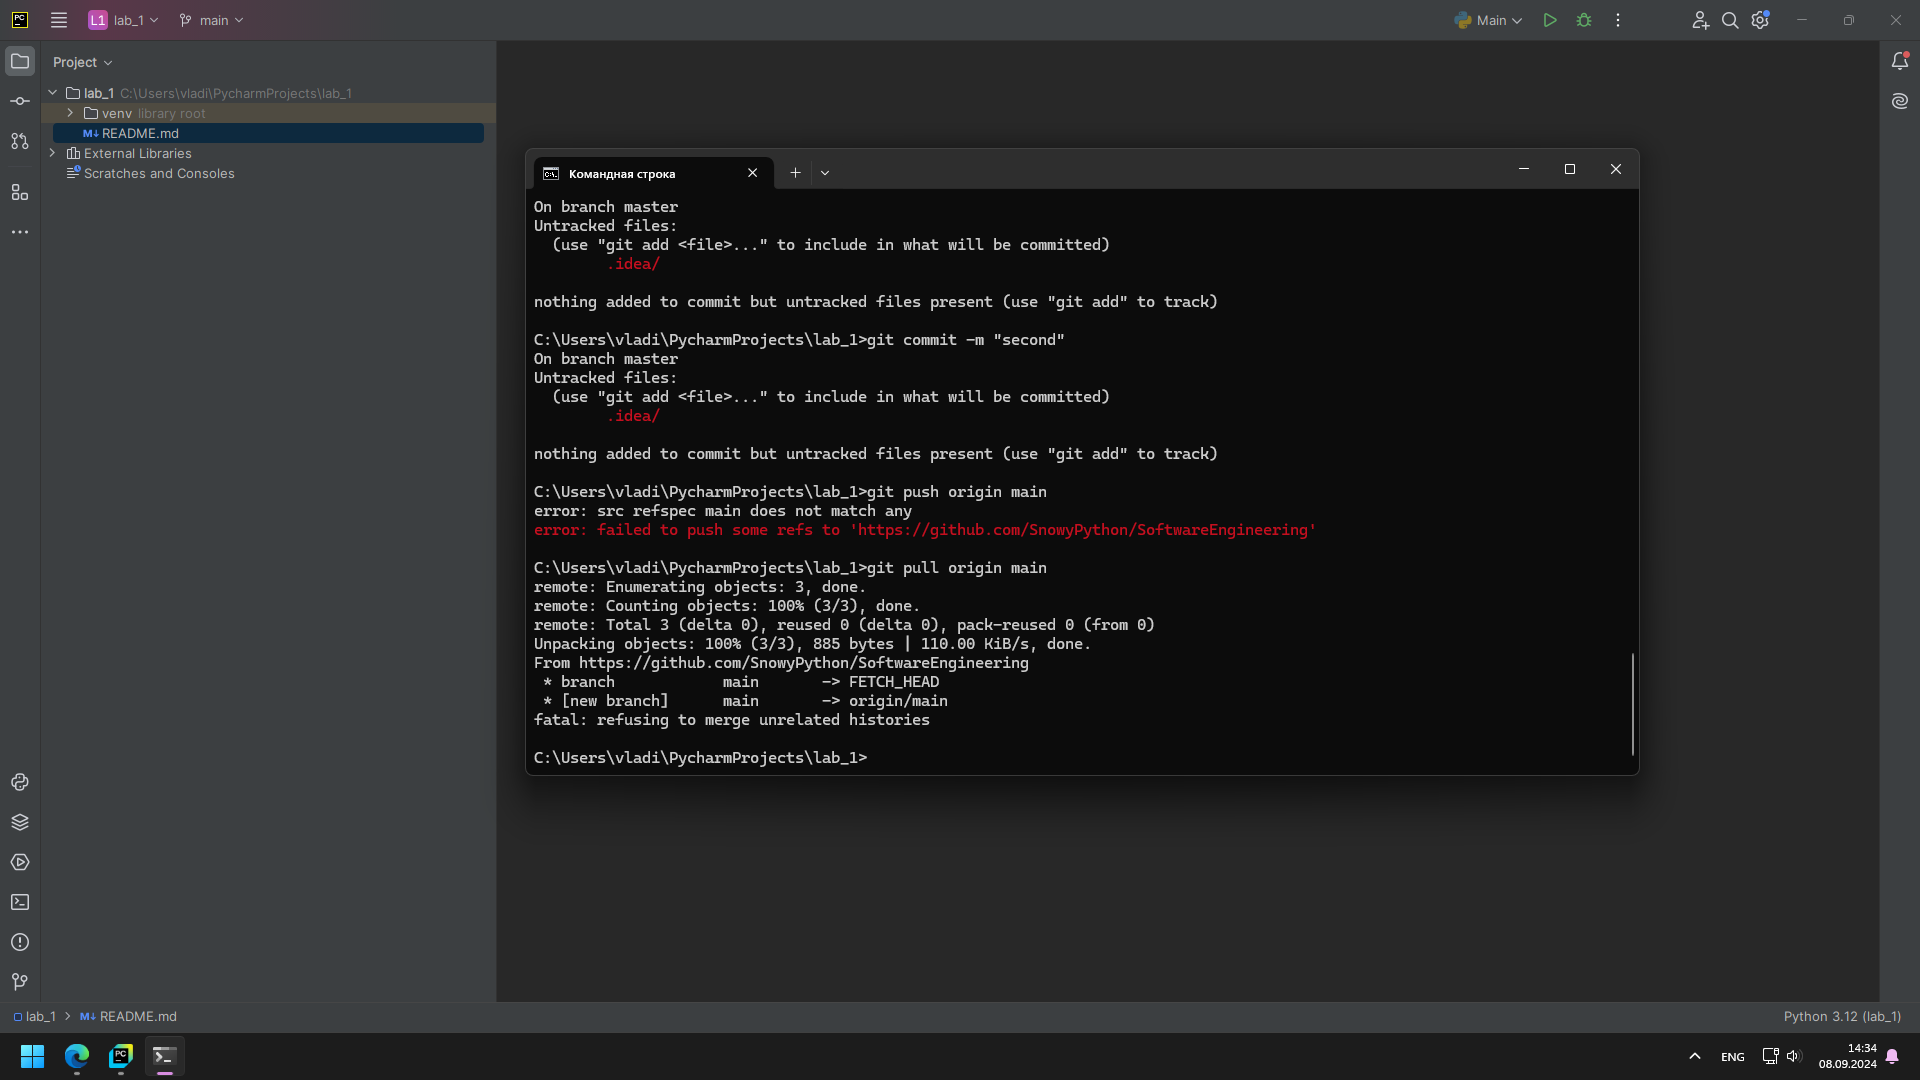 PC
L1 lab_1
main
Main
Project
lab_1 C:\Users\vladi\PycharmProjects\lab_1
venv library root
M↓ README.md
External Libraries
Scratches and Consoles
Командная строка
On branch master
Untracked files:
  (use "git add <file>..." to include in what will be committed)
        .idea/
nothing added to commit but untracked files present (use "git add" to track)
C:\Users\vladi\PycharmProjects\lab_1>git commit -m "second"
On branch master
Untracked files:
  (use "git add <file>..." to include in what will be committed)
        .idea/
nothing added to commit but untracked files present (use "git add" to track)
C:\Users\vladi\PycharmProjects\lab_1>git push origin main
error: src refspec main does not match any
error: failed to push some refs to 'https://github.com/SnowyPython/SoftwareEngineering'
C:\Users\vladi\PycharmProjects\lab_1>git pull origin main
remote: Enumerating objects: 3, done.
remote: Counting objects: 100% (3/3), done.
remote: Total 3 (delta 0), reused 0 (delta 0), pack-reused 0 (from 0)
Unpacking objects: 100% (3/3), 885 bytes | 110.00 KiB/s, done.
From https://github.com/SnowyPython/SoftwareEngineering
 * branch            main       -> FETCH_HEAD
 * [new branch]      main       -> origin/main
fatal: refusing to merge unrelated histories
C:\Users\vladi\PycharmProjects\lab_1>
lab_1 > M↓ README.md
Python 3.12 (lab_1)
PC
ENG
14:34
08.09.2024